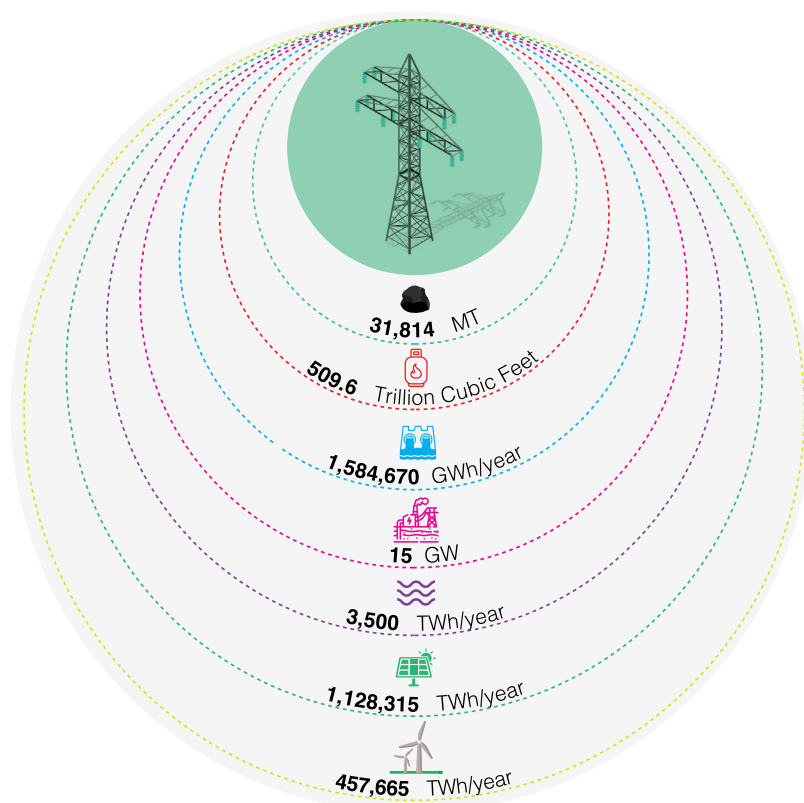 31,814 MT
509.6 Trillion Cubic Feet
1,584,670 GWh/year
15 GW
3,500 TWh/year
1,128,315 TWh/year
457,665 TWh/year